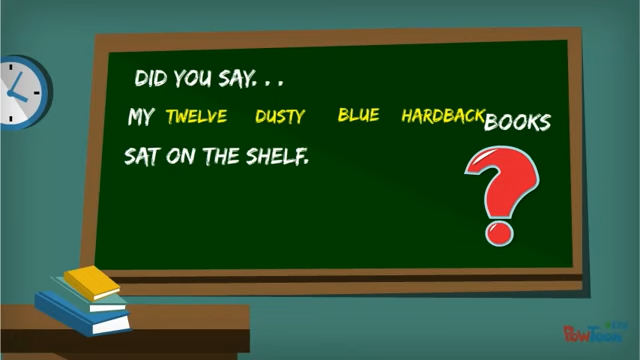 DID YOU SAY. . .
MY TWELVE DUSTY BLUE HARDBACK BOOKS
SAT ON THE SHELF.
?
POWTOON